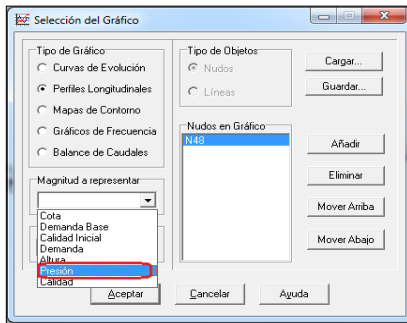 Selección del Gráfico
Tipo de Gráfico
Curvas de Evolución
Perfiles Longitudinales
Mapas de Contorno
Gráficos de Frecuencia
Balance de Caudales
Tipo de Objetos
Nudos
Líneas
Cargar...
Guardar...
Nudos en Gráfico
N48
Añadir
Eliminar
Mover Arriba
Mover Abajo
Magnitud a representar
Cota
Demanda Base
Calidad Inicial
Demanda
Altura
Presión
Calidad
Aceptar
Cancelar
Ayuda